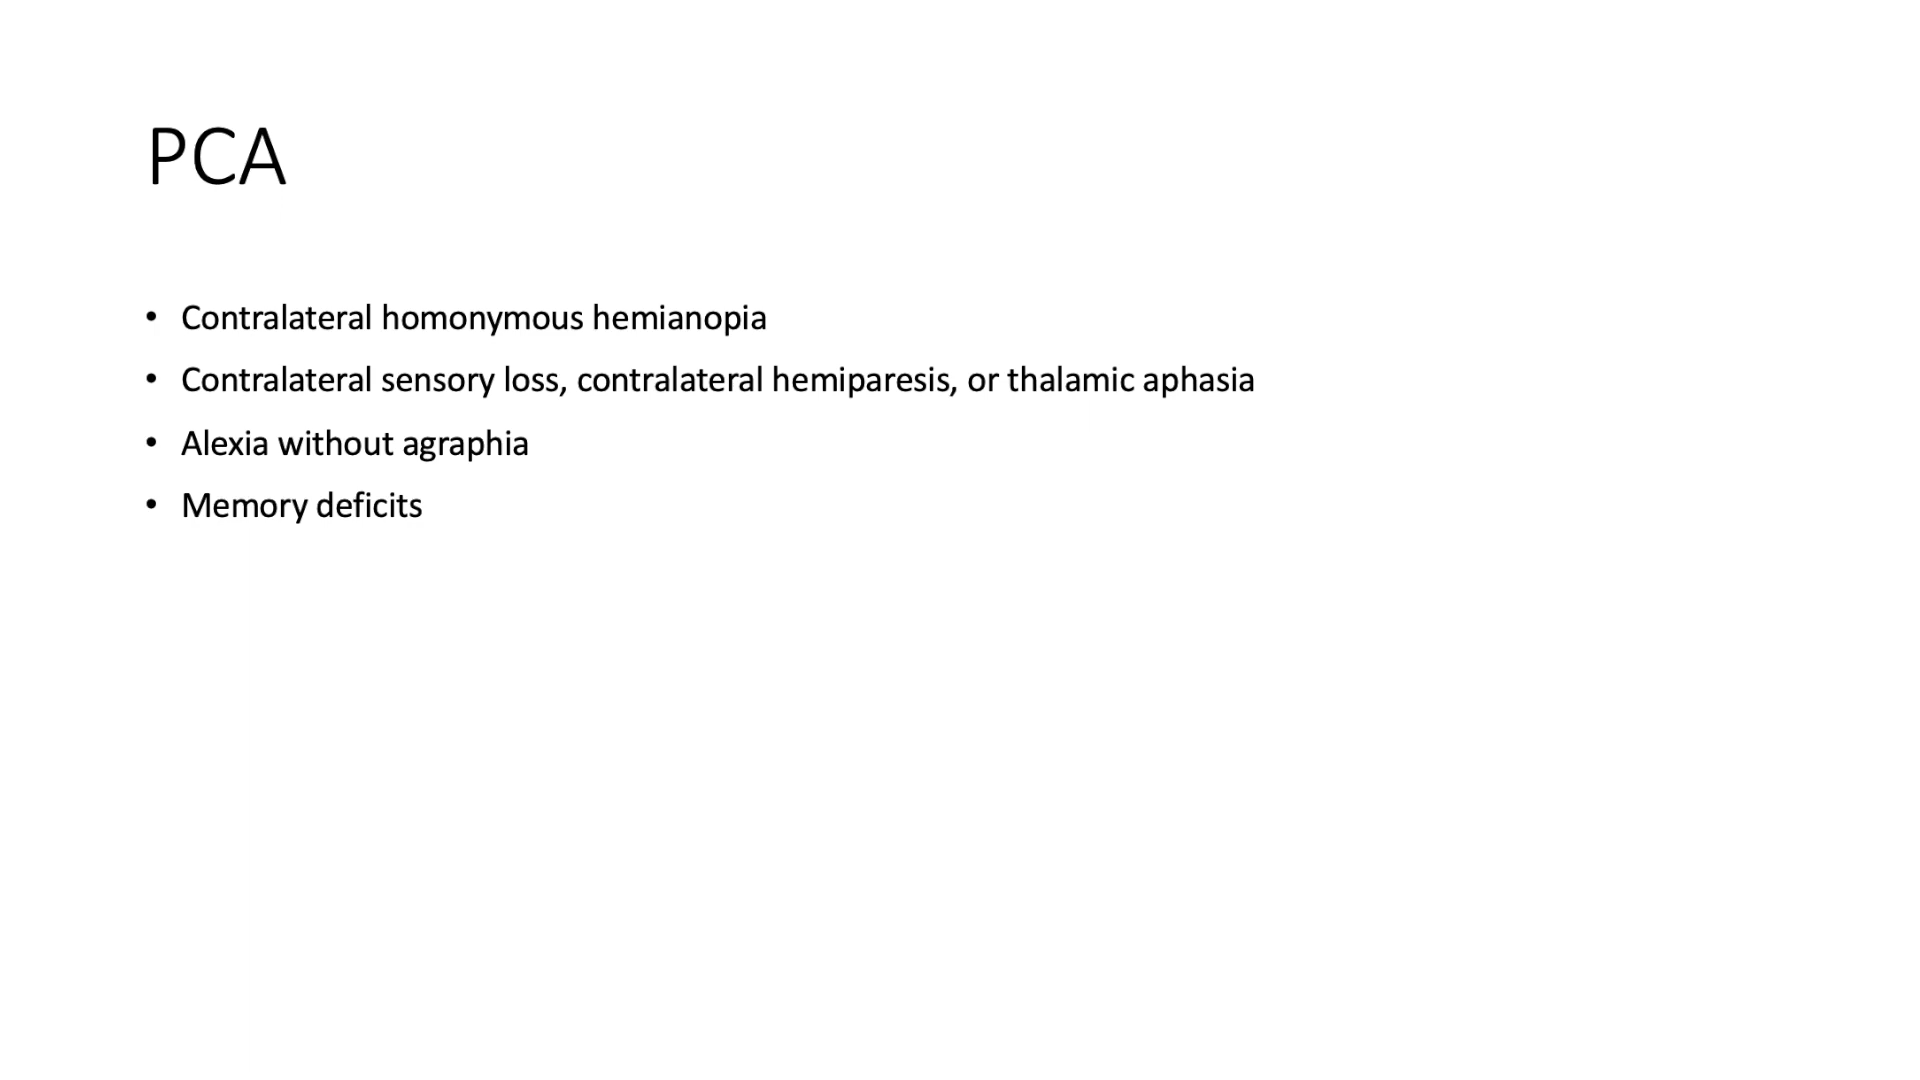 PCA
• Contralateral homonymous hemianopia
• Contralateral sensory loss, contralateral hemiparesis, or thalamic aphasia
• Alexia without agraphia
• Memory deficits